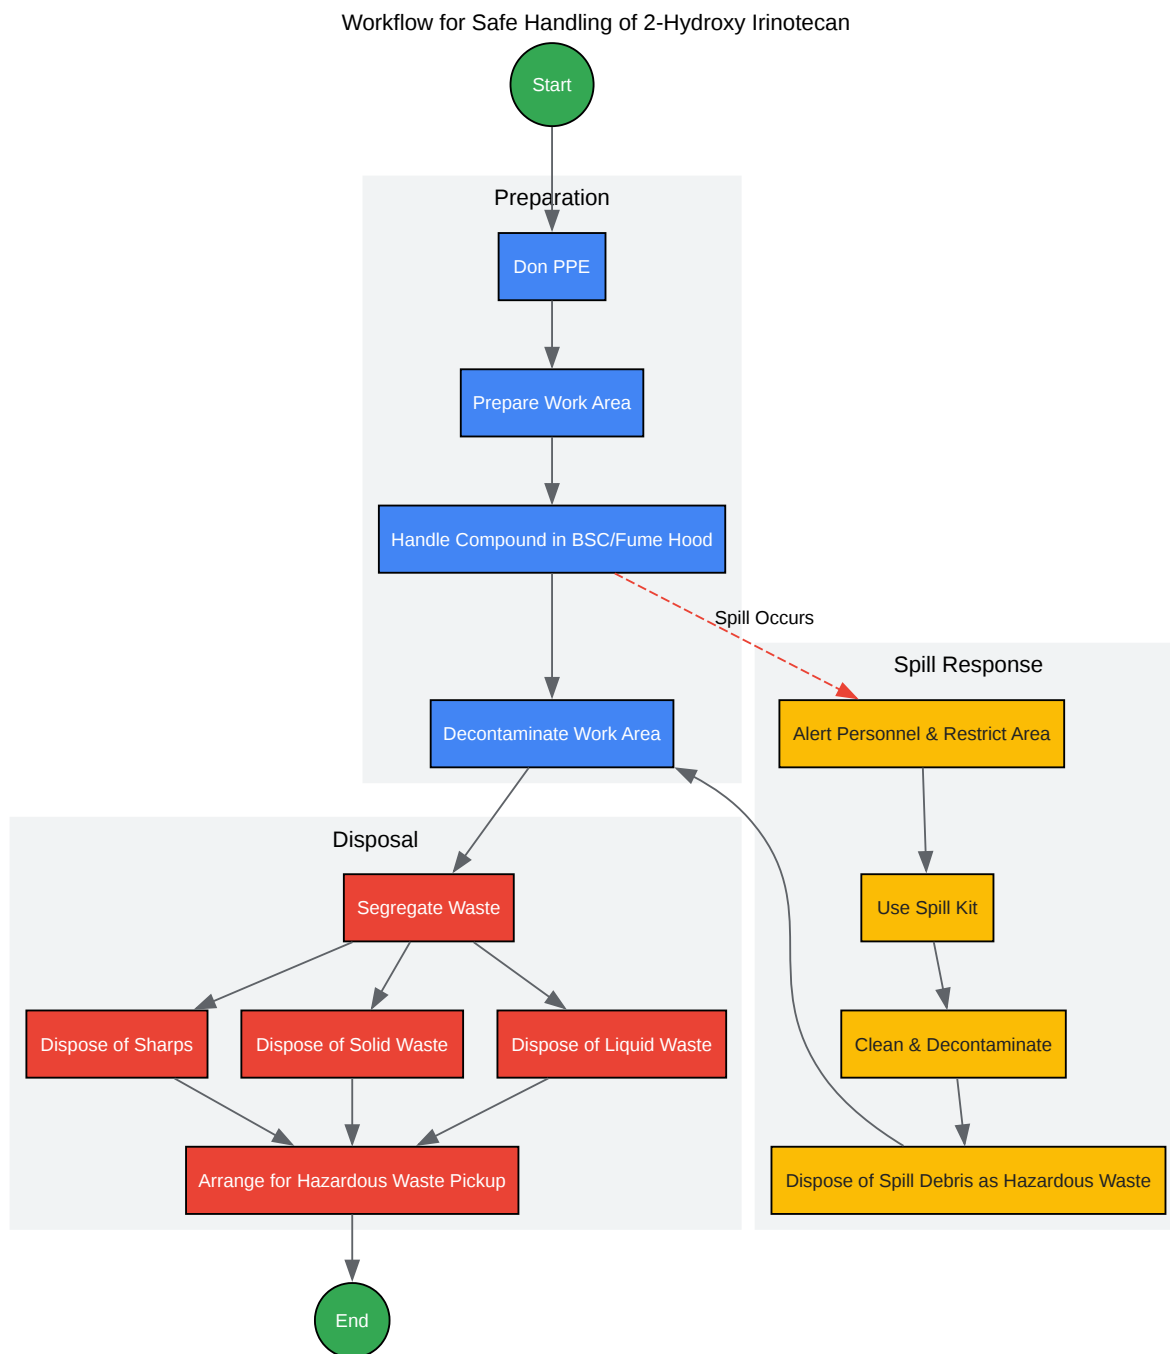 Workflow for Safe Handling of 2-Hydroxy Irinotecan
Start
Preparation
Don PPE
Prepare Work Area
Handle Compound in BSC/Fume Hood
Spill Occurs
Spill Response
Decontaminate Work Area
Alert Personnel & Restrict Area
Disposal
Segregate Waste
Use Spill Kit
Dispose of Sharps
Dispose of Solid Waste
Dispose of Liquid Waste
Clean & Decontaminate
Arrange for Hazardous Waste Pickup
Dispose of Spill Debris as Hazardous Waste
End